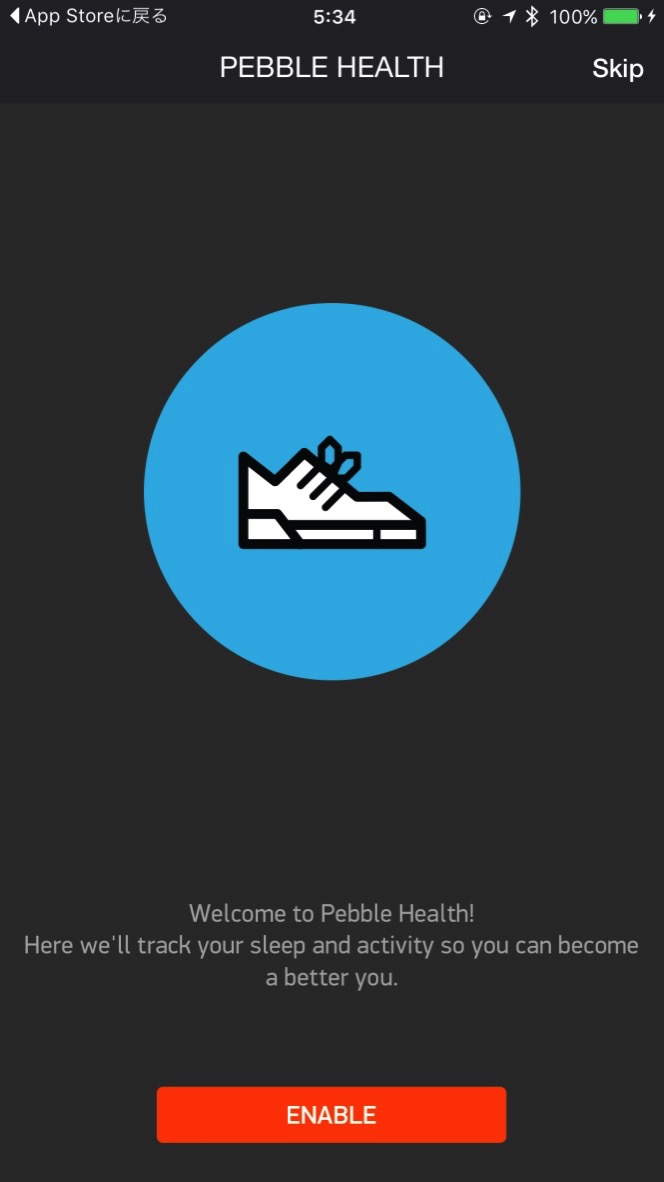 App Storeに戻る
5:34
100%
PEBBLE HEALTH
Skip
Welcome to Pebble Health!
Here we'll track your sleep and activity so you can become
a better you.
ENABLE